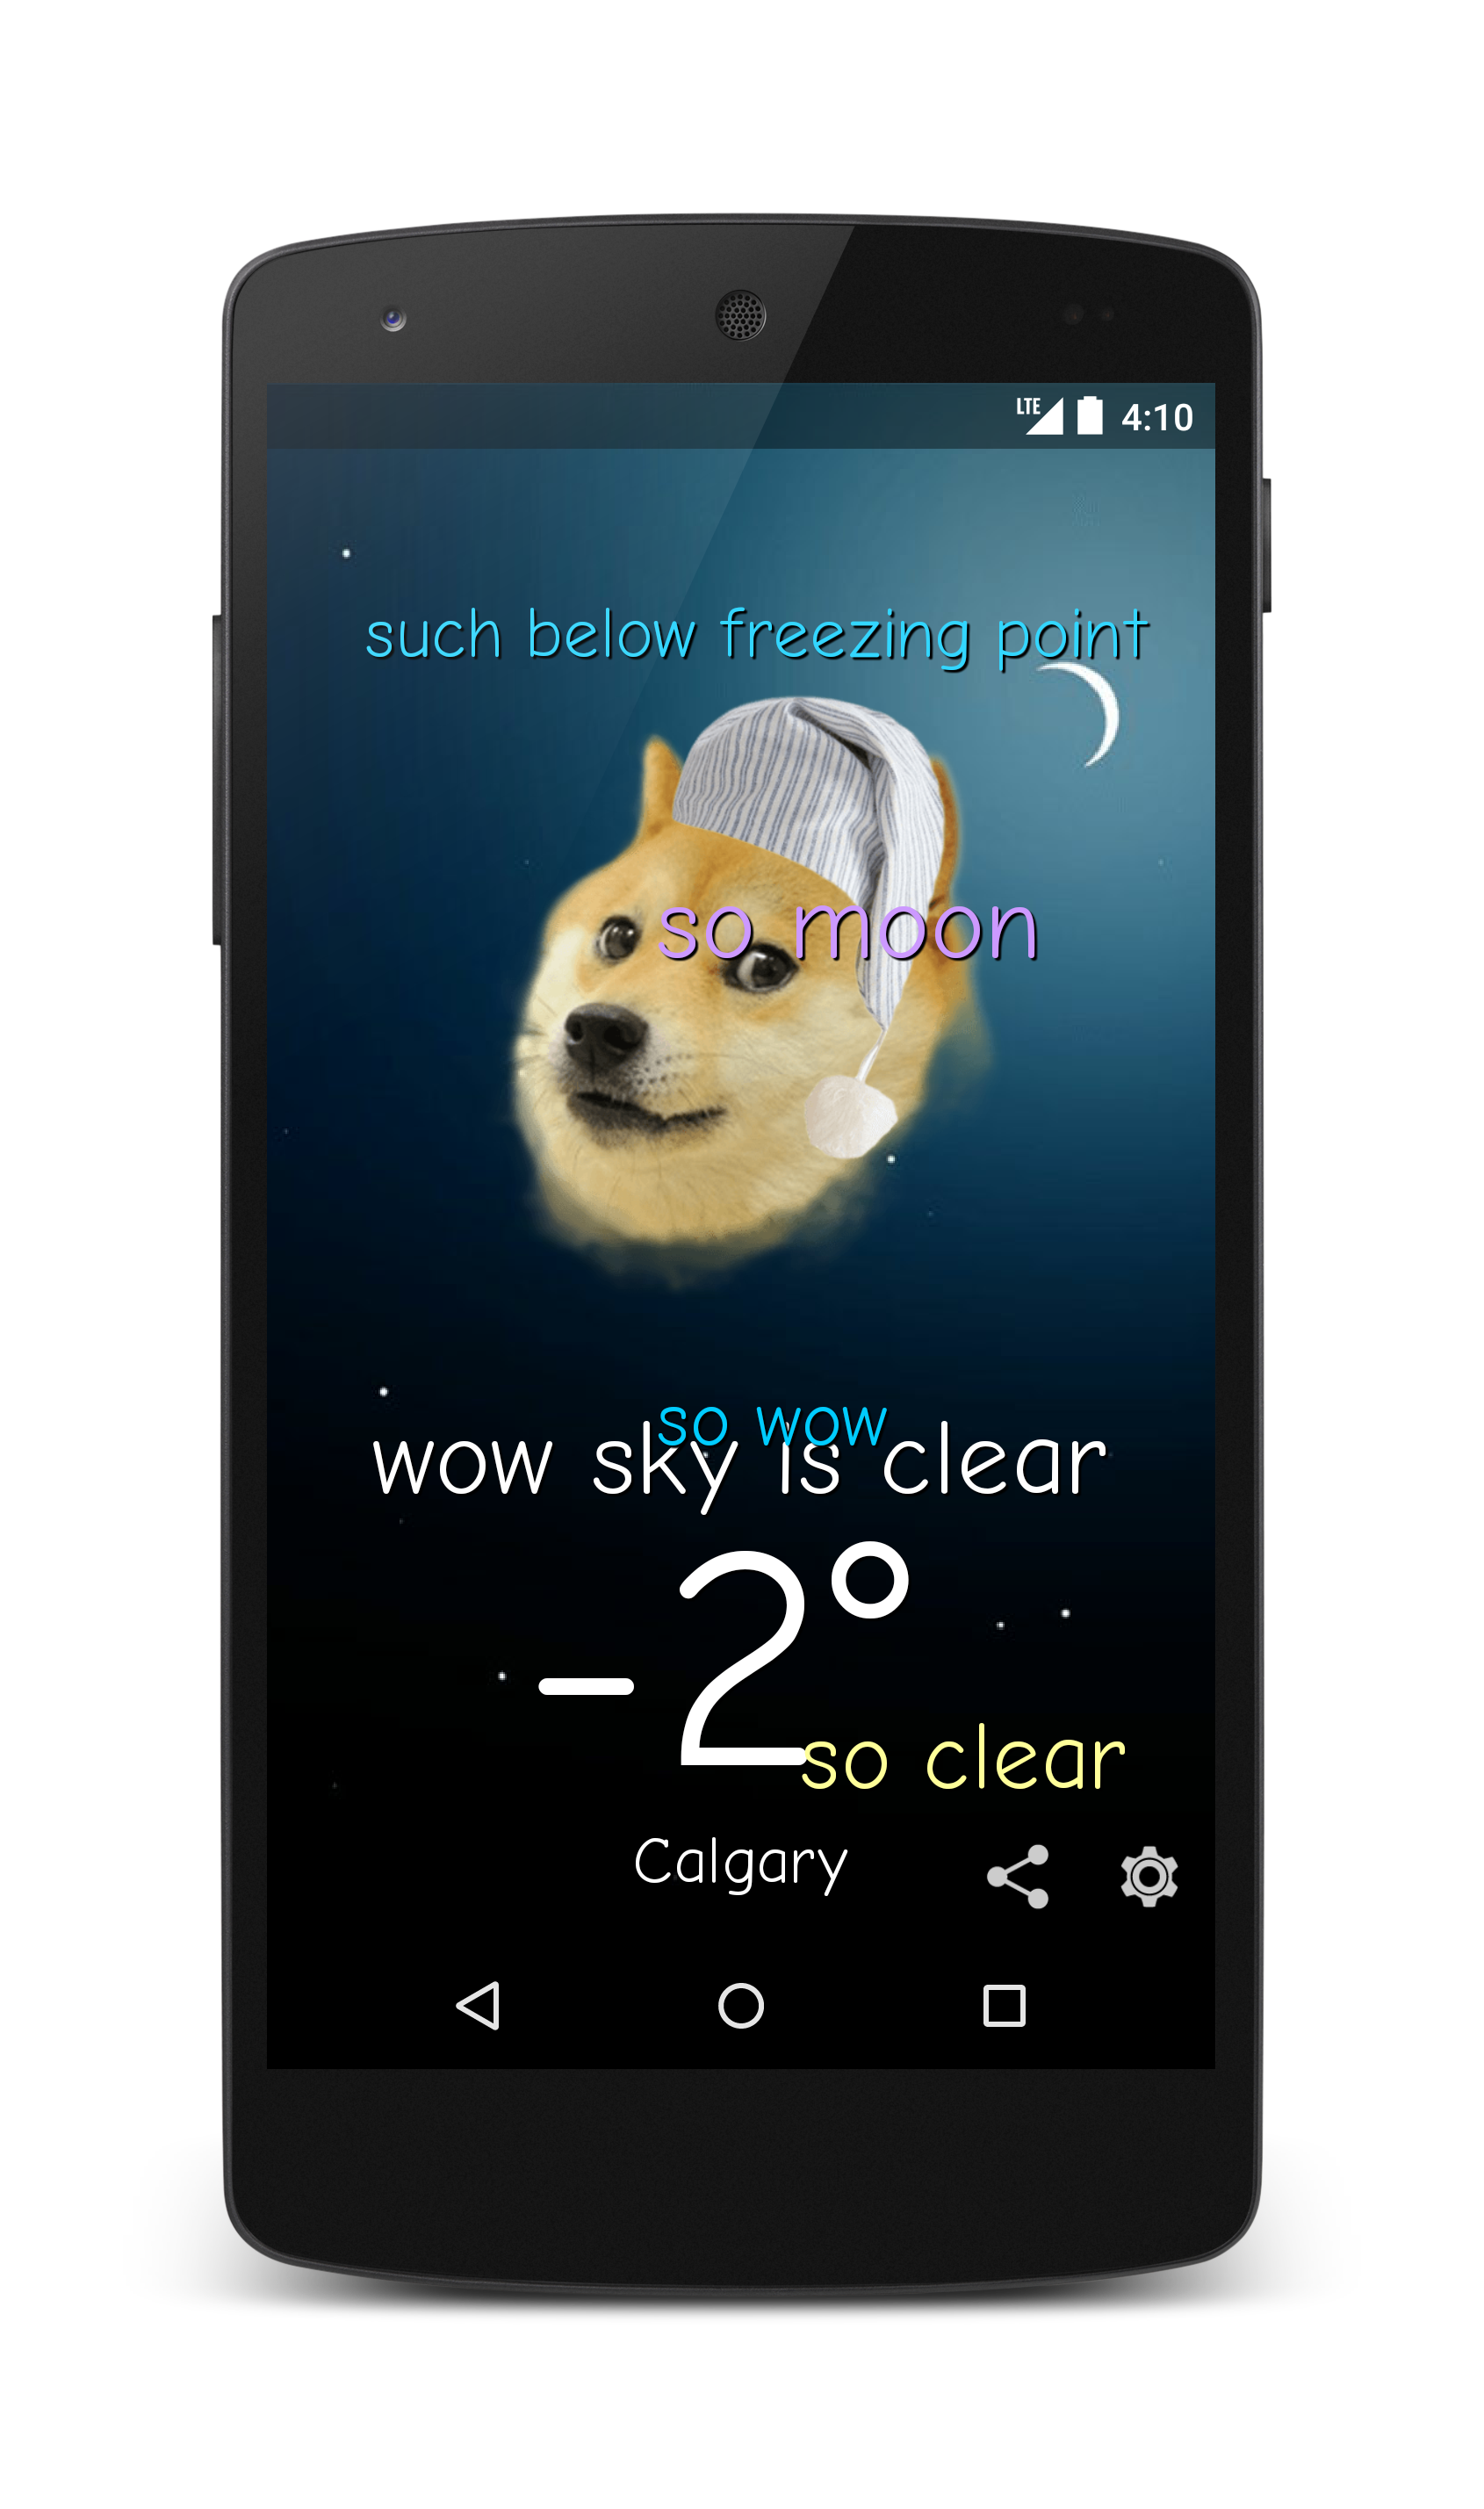 LTE 4:10
such below freezing point
so moon
so wow
wow sky is clear
-2°
so clear
Calgary